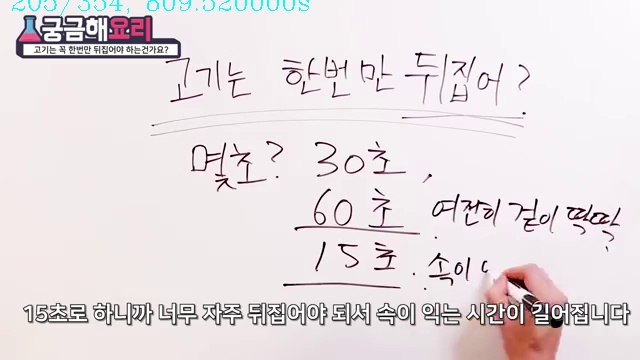 205/354, 809.520000s
궁금해요리
고기는 꼭 한번만 뒤집어야 하는건가요?
고기는 한번만 뒤집어?
몇초? 30초,
60초 여전히 겉이 딱딱.
15초. 속이
15초로 하니까 너무 자주 뒤집어야 되서 속이 익는 시간이 길어집니다